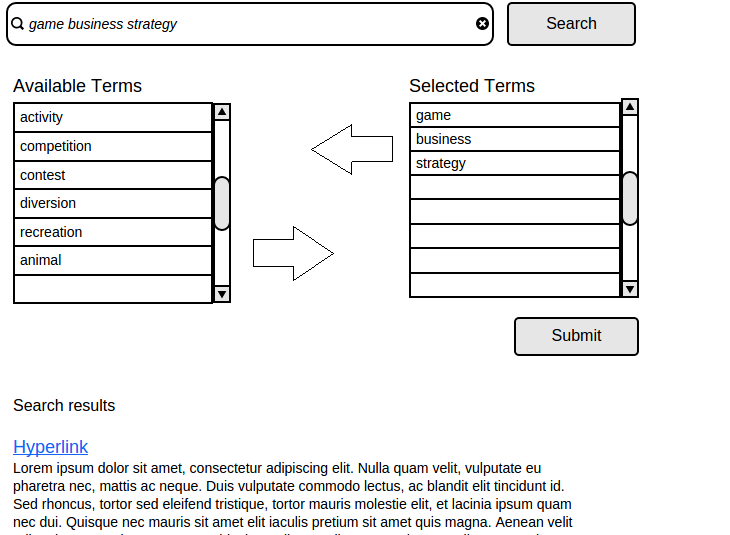 game business strategy
Search
Available Terms
activity
competition
contest
diversion
recreation
animal
Selected Terms
game
business
strategy
Submit
Search results
Hyperlink
Lorem ipsum dolor sit amet, consectetur adipiscing elit. Nulla quam velit, vulputate eu
pharetra nec, mattis ac neque. Duis vulputate commodo lectus, ac blandit elit tincidunt id.
Sed rhoncus, tortor sed eleifend tristique, tortor mauris molestie elit, et lacinia ipsum quam
nec dui. Quisque nec mauris sit amet elit iaculis pretium sit amet quis magna. Aenean velit